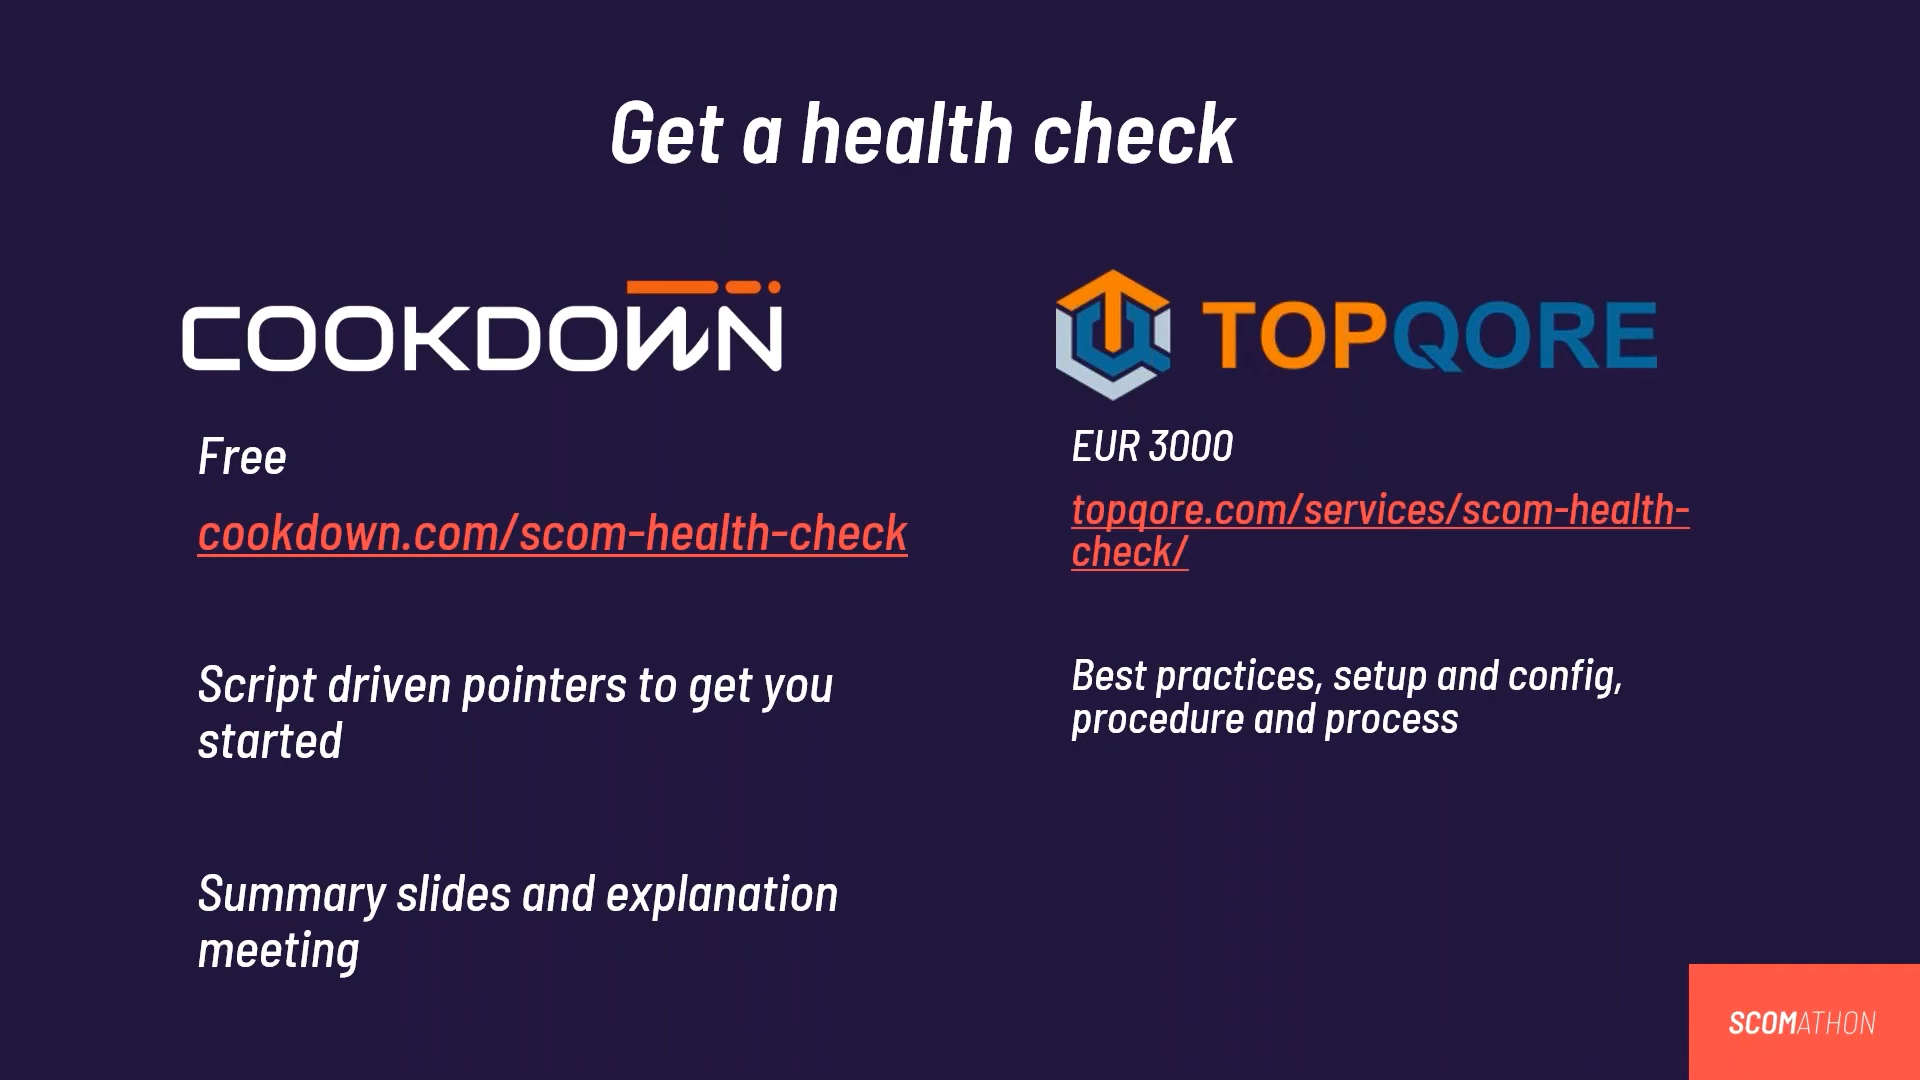 Get a health check
COOKDOWN
Free
cookdown.com/scom-health-check
Script driven pointers to get you
started
Summary slides and explanation
meeting
TOPQORE
EUR 3000
topqore.com/services/scom-health-
check/
Best practices, setup and config,
procedure and process
SCOMATHON